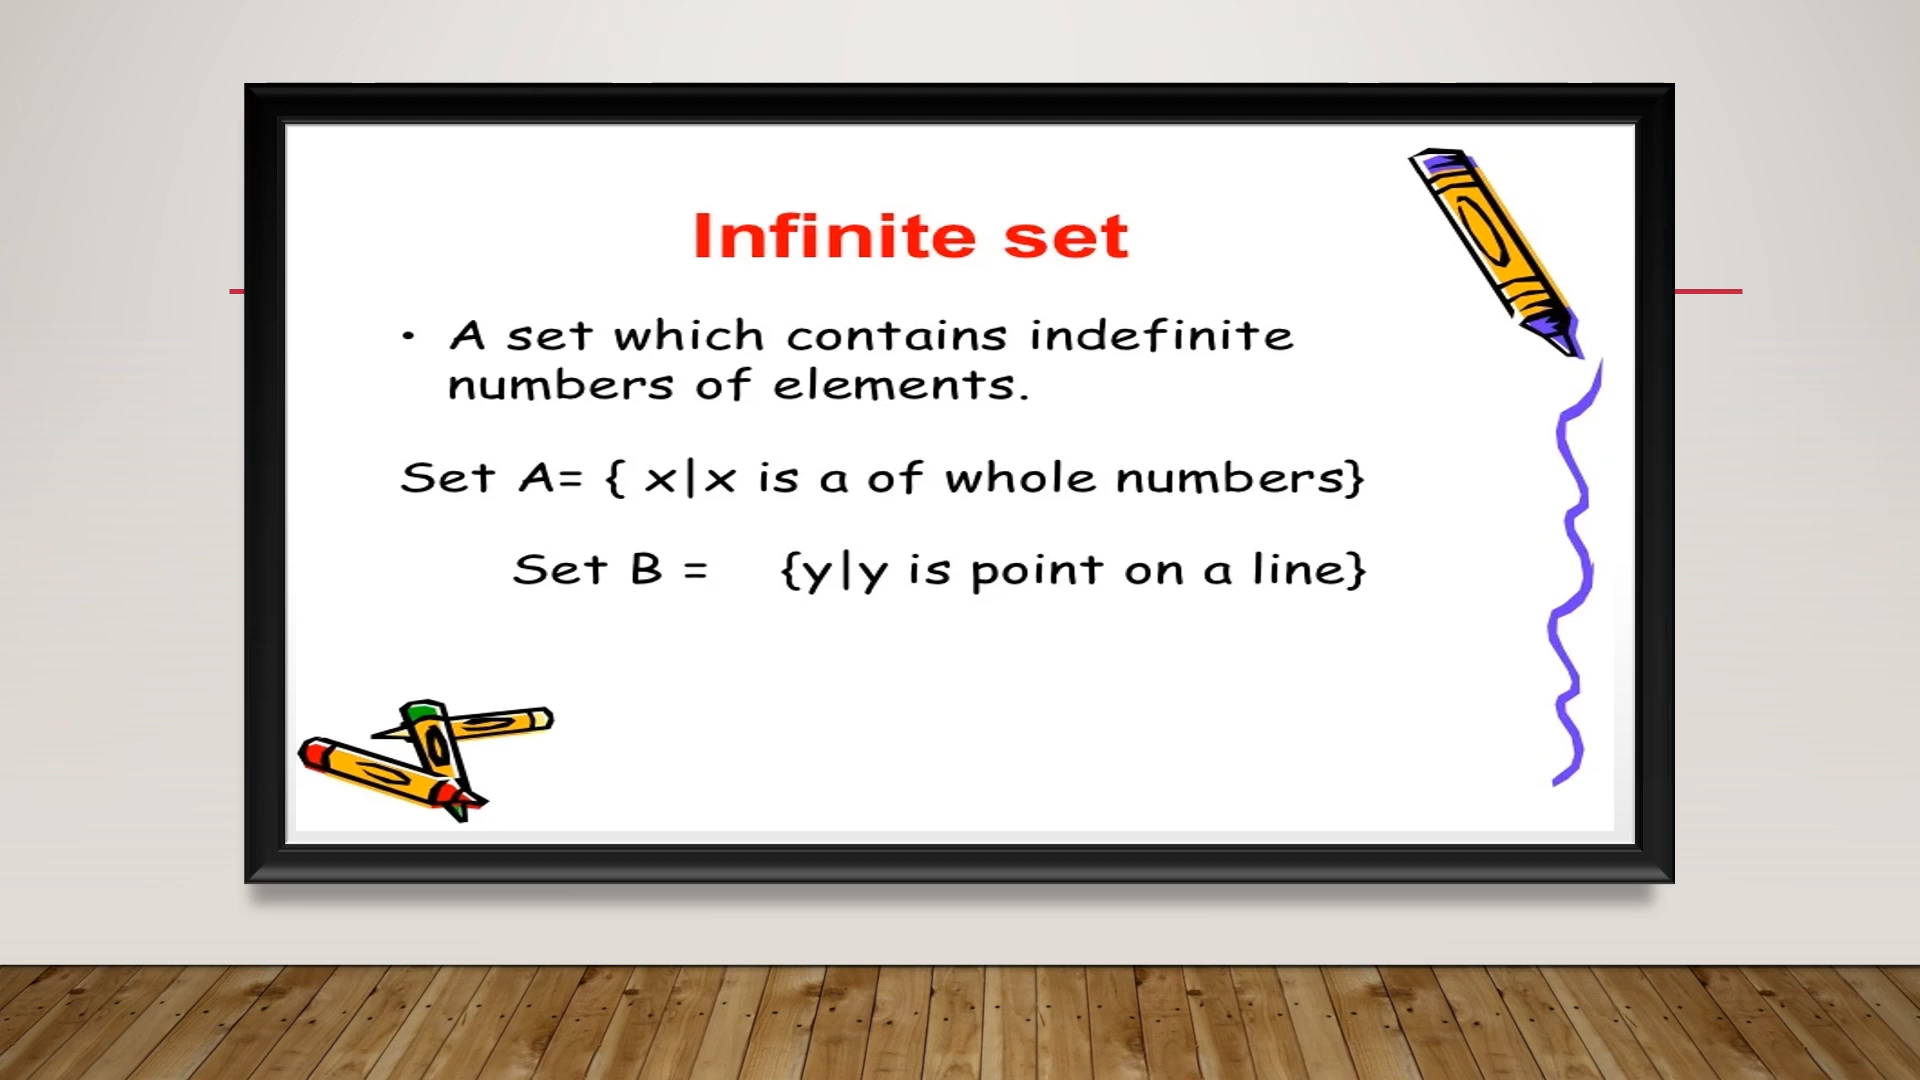 Infinite set
• A set which contains indefinite
numbers of elements.
Set A= { x|x is a of whole numbers}
Set B = {y|y is point on a line}